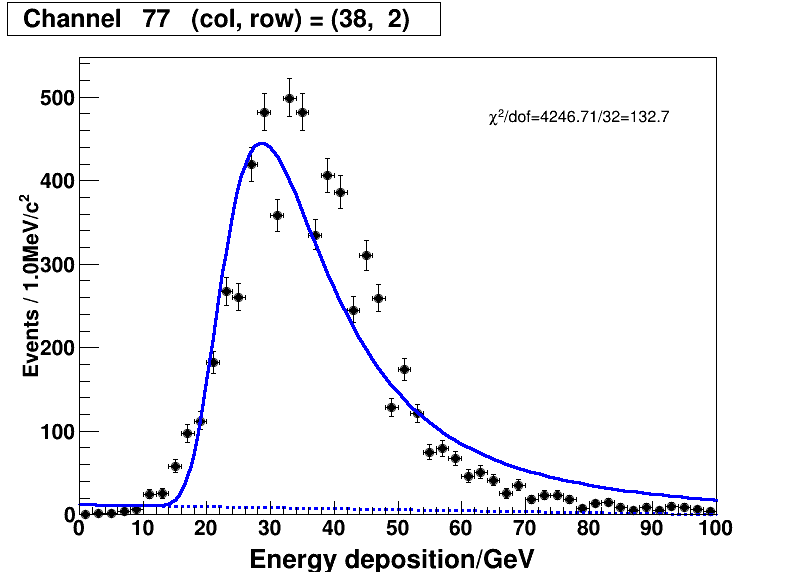 Channel 77 (col, row) = (38, 2)
χ²/dof=4246.71/32=132.7
Events / 1.0MeV/c²
500
400
300
200
100
0
0 10 20 30 40 50 60 70 80 90 100
Energy deposition/GeV